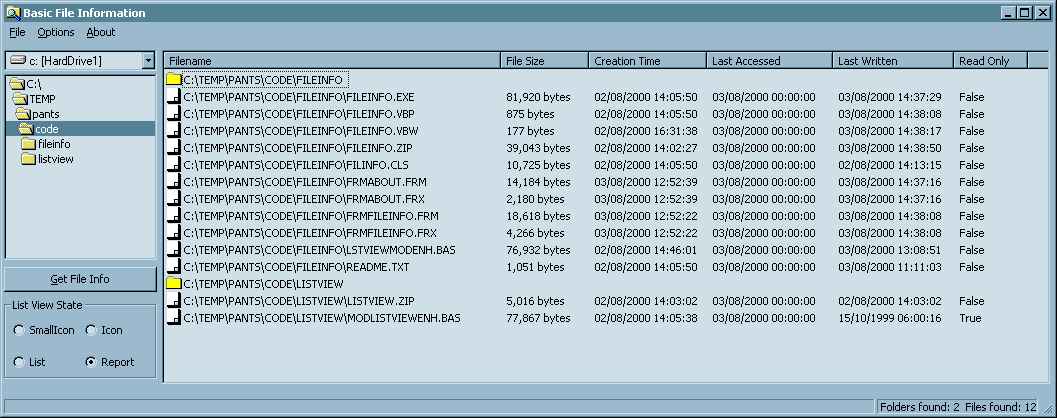 Basic File Information
File Options About
c: [HardDrive1]
C:\
TEMP
pants
code
fileinfo
listview
Get File Info
List View State
SmallIcon Icon
List Report
Filename File Size Creation Time Last Accessed Last Written Read Only
C:\TEMP\PANTS\CODE\FILEINFO
C:\TEMP\PANTS\CODE\FILEINFO\FILEINFO.EXE 81,920 bytes 02/08/2000 14:05:50 03/08/2000 00:00:00 03/08/2000 14:37:29 False
C:\TEMP\PANTS\CODE\FILEINFO\FILEINFO.VBP 875 bytes 02/08/2000 14:05:50 03/08/2000 00:00:00 03/08/2000 14:38:08 False
C:\TEMP\PANTS\CODE\FILEINFO\FILEINFO.VBW 177 bytes 02/08/2000 16:31:38 03/08/2000 00:00:00 03/08/2000 14:38:17 False
C:\TEMP\PANTS\CODE\FILEINFO\FILEINFO.ZIP 39,043 bytes 02/08/2000 14:02:27 03/08/2000 00:00:00 03/08/2000 14:38:50 False
C:\TEMP\PANTS\CODE\FILEINFO\FILINFO.CLS 10,725 bytes 02/08/2000 14:05:50 03/08/2000 00:00:00 02/08/2000 14:13:15 False
C:\TEMP\PANTS\CODE\FILEINFO\FRMABOUT.FRM 14,184 bytes 03/08/2000 12:52:39 03/08/2000 00:00:00 03/08/2000 14:37:16 False
C:\TEMP\PANTS\CODE\FILEINFO\FRMABOUT.FRX 2,180 bytes 03/08/2000 12:52:39 03/08/2000 00:00:00 03/08/2000 14:37:16 False
C:\TEMP\PANTS\CODE\FILEINFO\FRMFILEINFO.FRM 18,618 bytes 03/08/2000 12:52:22 03/08/2000 00:00:00 03/08/2000 14:38:08 False
C:\TEMP\PANTS\CODE\FILEINFO\FRMFILEINFO.FRX 4,266 bytes 03/08/2000 12:52:22 03/08/2000 00:00:00 03/08/2000 14:38:08 False
C:\TEMP\PANTS\CODE\FILEINFO\LSTVIEWMODENH.BAS 76,932 bytes 02/08/2000 14:46:01 03/08/2000 00:00:00 03/08/2000 13:08:51 False
C:\TEMP\PANTS\CODE\FILEINFO\README.TXT 1,051 bytes 02/08/2000 14:05:50 03/08/2000 00:00:00 03/08/2000 11:11:03 False
C:\TEMP\PANTS\CODE\LISTVIEW
C:\TEMP\PANTS\CODE\LISTVIEW\LISTVIEW.ZIP 5,016 bytes 02/08/2000 14:03:02 02/08/2000 00:00:00 02/08/2000 14:03:02 False
C:\TEMP\PANTS\CODE\LISTVIEW\MODLISTVIEWENH.BAS 77,867 bytes 02/08/2000 14:05:38 03/08/2000 00:00:00 15/10/1999 06:00:16 True
Folders found: 2 Files found: 12